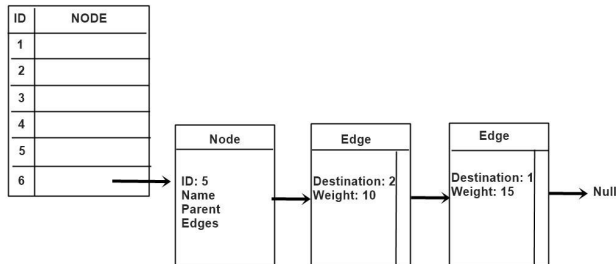 ID NODE
1
2
3
4
5
6
Node
ID: 5
Name
Parent
Edges
Edge
Destination: 2
Weight: 10
Edge
Destination: 1
Weight: 15
Null